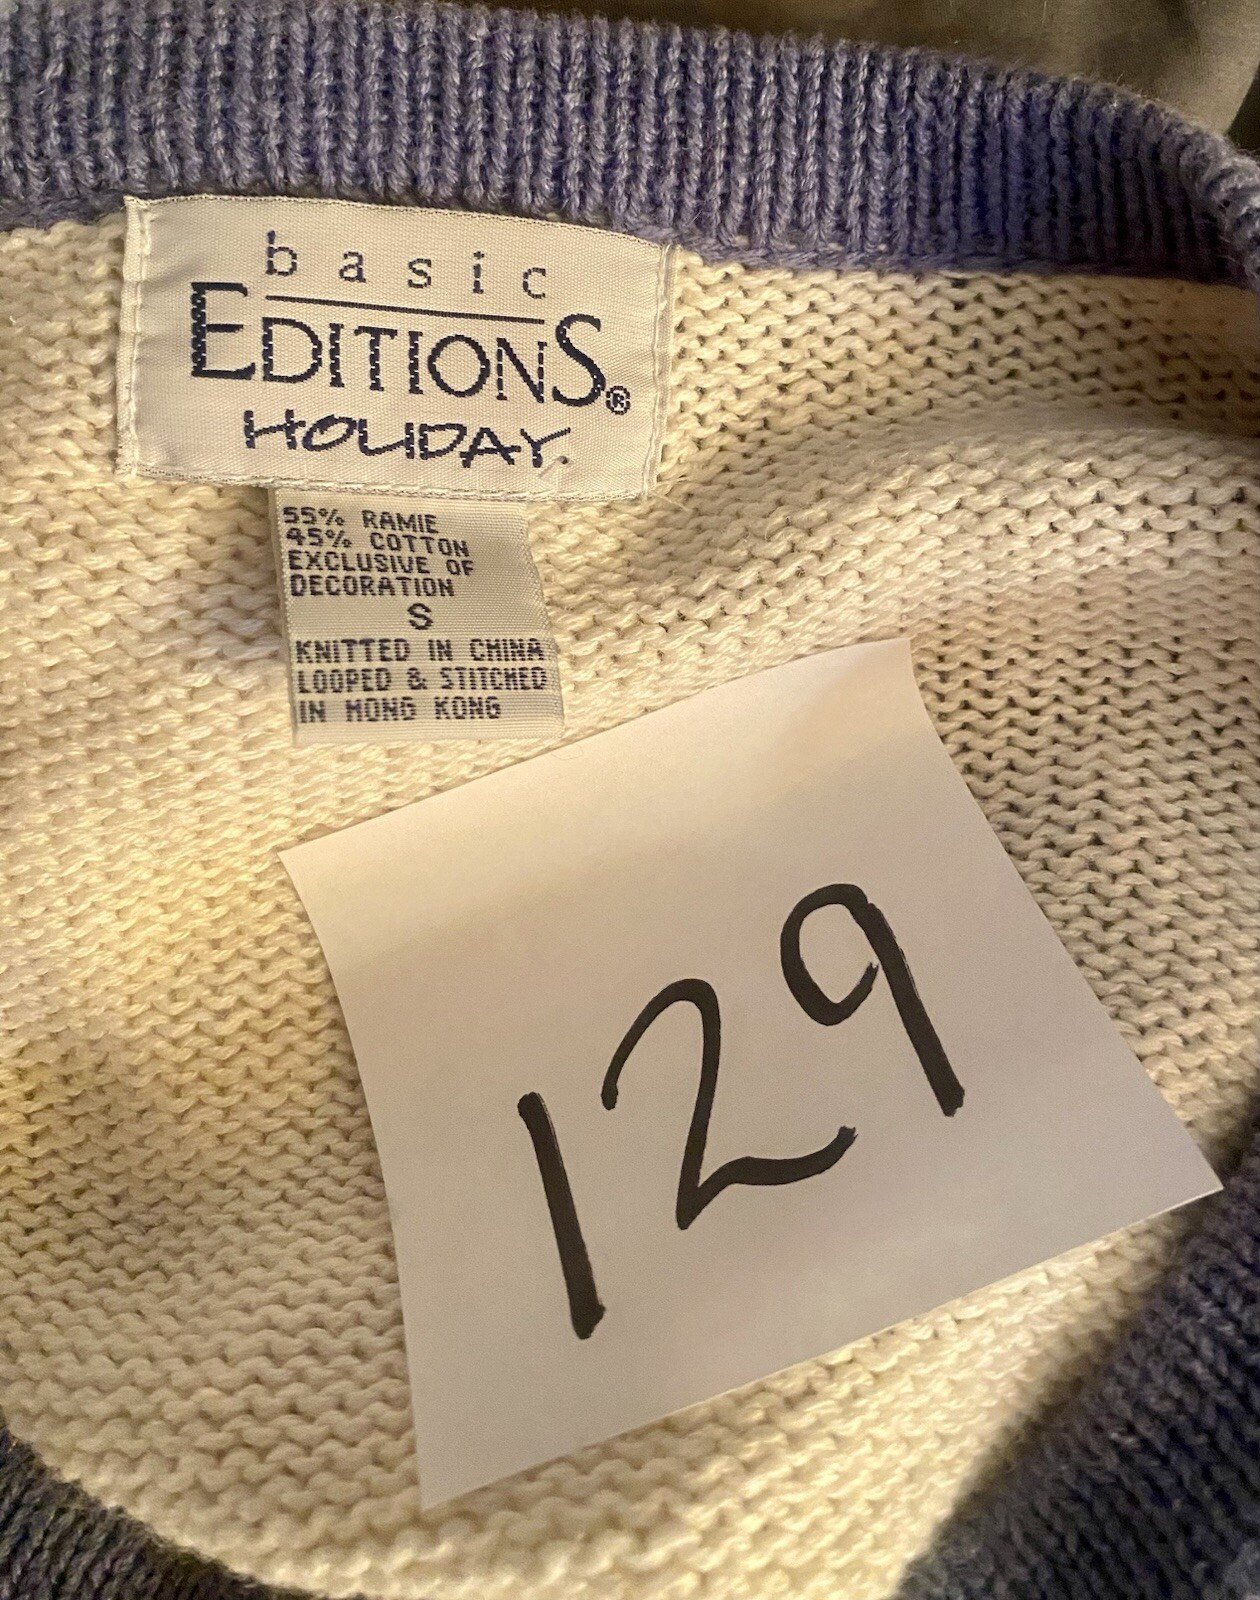 basic
EDITIONS®
HOLIDAY.
55% RAMIE
45% COTTON
EXCLUSIVE OF
DECORATION
S
KNITTED IN CHINA
LOOPED & STITCHED
IN HONG KONG
129